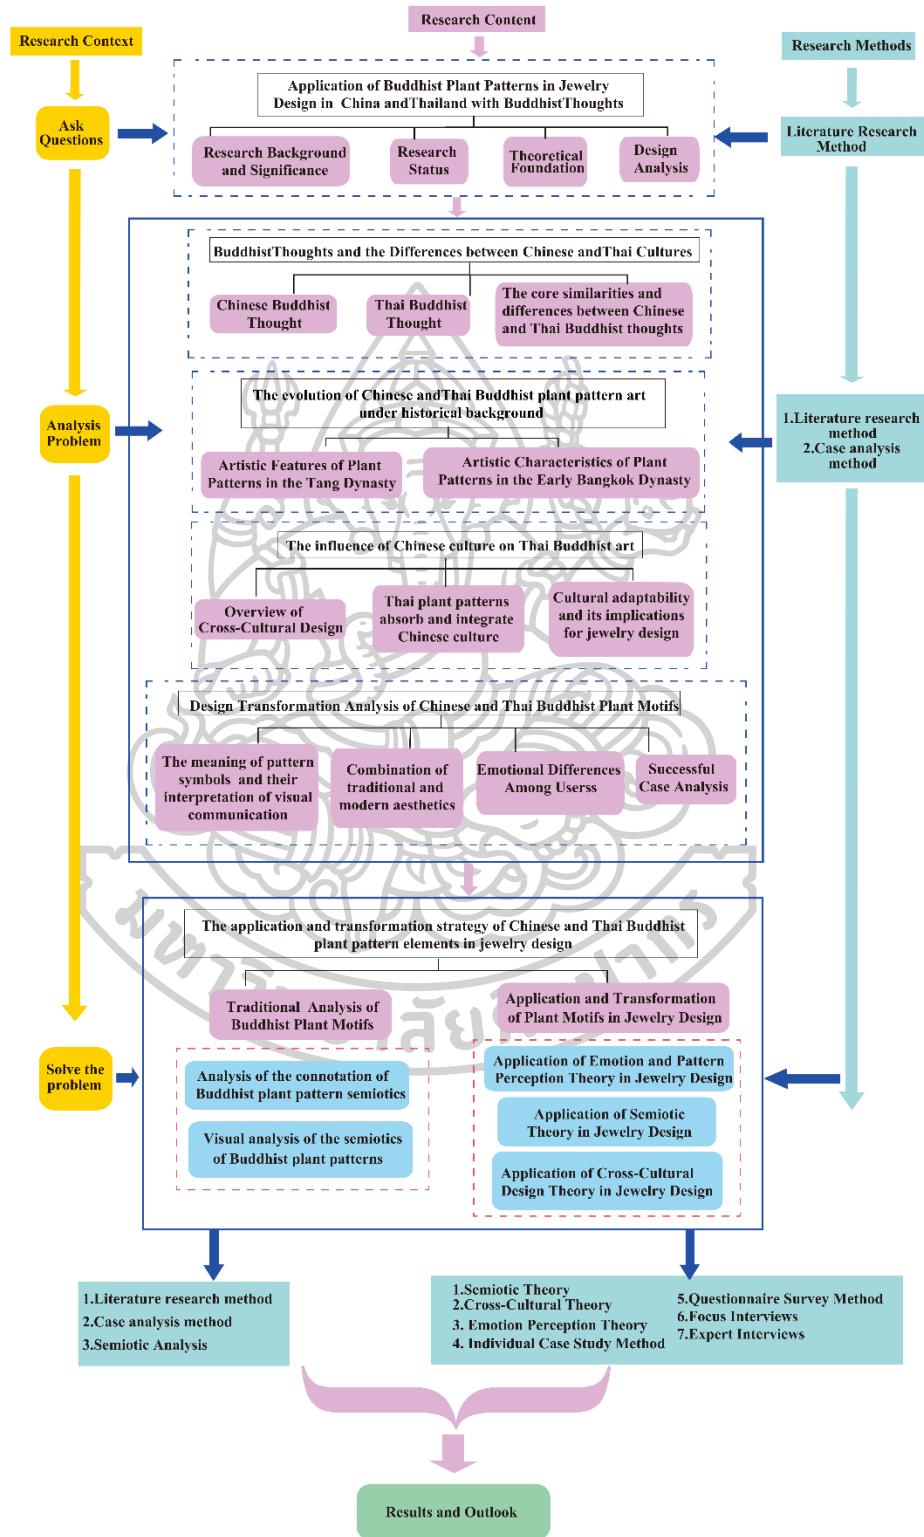 Research Content
Research Context
Research Methods
Application of Buddhist Plant Patterns in Jewelry
Design in China andThailand with BuddhistThoughts
Ask
Questions
Literature Research
Method
Research Background
and Significance
Research
Status
Theoretical
Foundation
Design
Analysis
BuddhistThoughts and the Differences between Chinese andThai Cultures
Chinese Buddhist
Thought
Thai Buddhist
Thought
The core similarities and
differences between Chinese
and Thai Buddhist thoughts
The evolution of Chinese andThai Buddhist plant pattern art
under historical background
Analysis
Problem
1.Literature research
method
2.Case analysis
method
Artistic Features of Plant
Patterns in the Tang Dynasty
Artistic Characteristics of Plant
Patterns in the Early Bangkok Dynasty
The influence of Chinese culture on Thai Buddhist art
Overview of
Cross-Cultural Design
Thai plant patterns
absorb and integrate
Chinese culture
Cultural adaptability
and its implications
for jewelry design
Design Transformation Analysis of Chinese and Thai Buddhist Plant Motifs
The meaning of pattern
symbols and their
interpretation of visual
communication
Combination of
traditional and
modern aesthetics
Emotional Differences
Among Userss
Successful
Case Analysis
The application and transformation strategy of Chinese and Thai Buddhist
plant pattern elements in jewelry design
Traditional Analysis of
Buddhist Plant Motifs
Application and Transformation
of Plant Motifs in Jewelry Design
Solve the
problem
Analysis of the connotation of
Buddhist plant pattern semiotics
Visual analysis of the semiotics
of Buddhist plant patterns
Application of Emotion and Pattern
Perception Theory in Jewelry Design
Application of Semiotic
Theory in Jewelry Design
Application of Cross-Cultural
Design Theory in Jewelry Design
1.Literature research method
2.Case analysis method
3.Semiotic Analysis
1.Semiotic Theory
2.Cross-Cultural Theory
3. Emotion Perception Theory
4. Individual Case Study Method
5.Questionnaire Survey Method
6.Focus Interviews
7.Expert Interviews
Results and Outlook